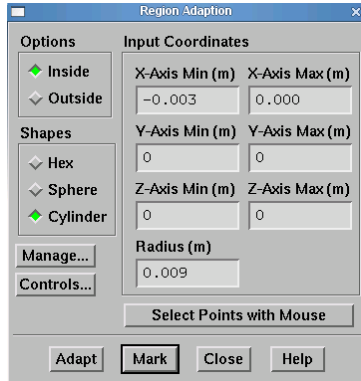 Region Adaption
Options
Inside
Outside
Shapes
Hex
Sphere
Cylinder
Manage...
Controls...
Input Coordinates
X-Axis Min (m) X-Axis Max (m)
-0.003 0.000
Y-Axis Min (m) Y-Axis Max (m)
0 0
Z-Axis Min (m) Z-Axis Max (m)
0 0
Radius (m)
0.009
Select Points with Mouse
Adapt Mark Close Help